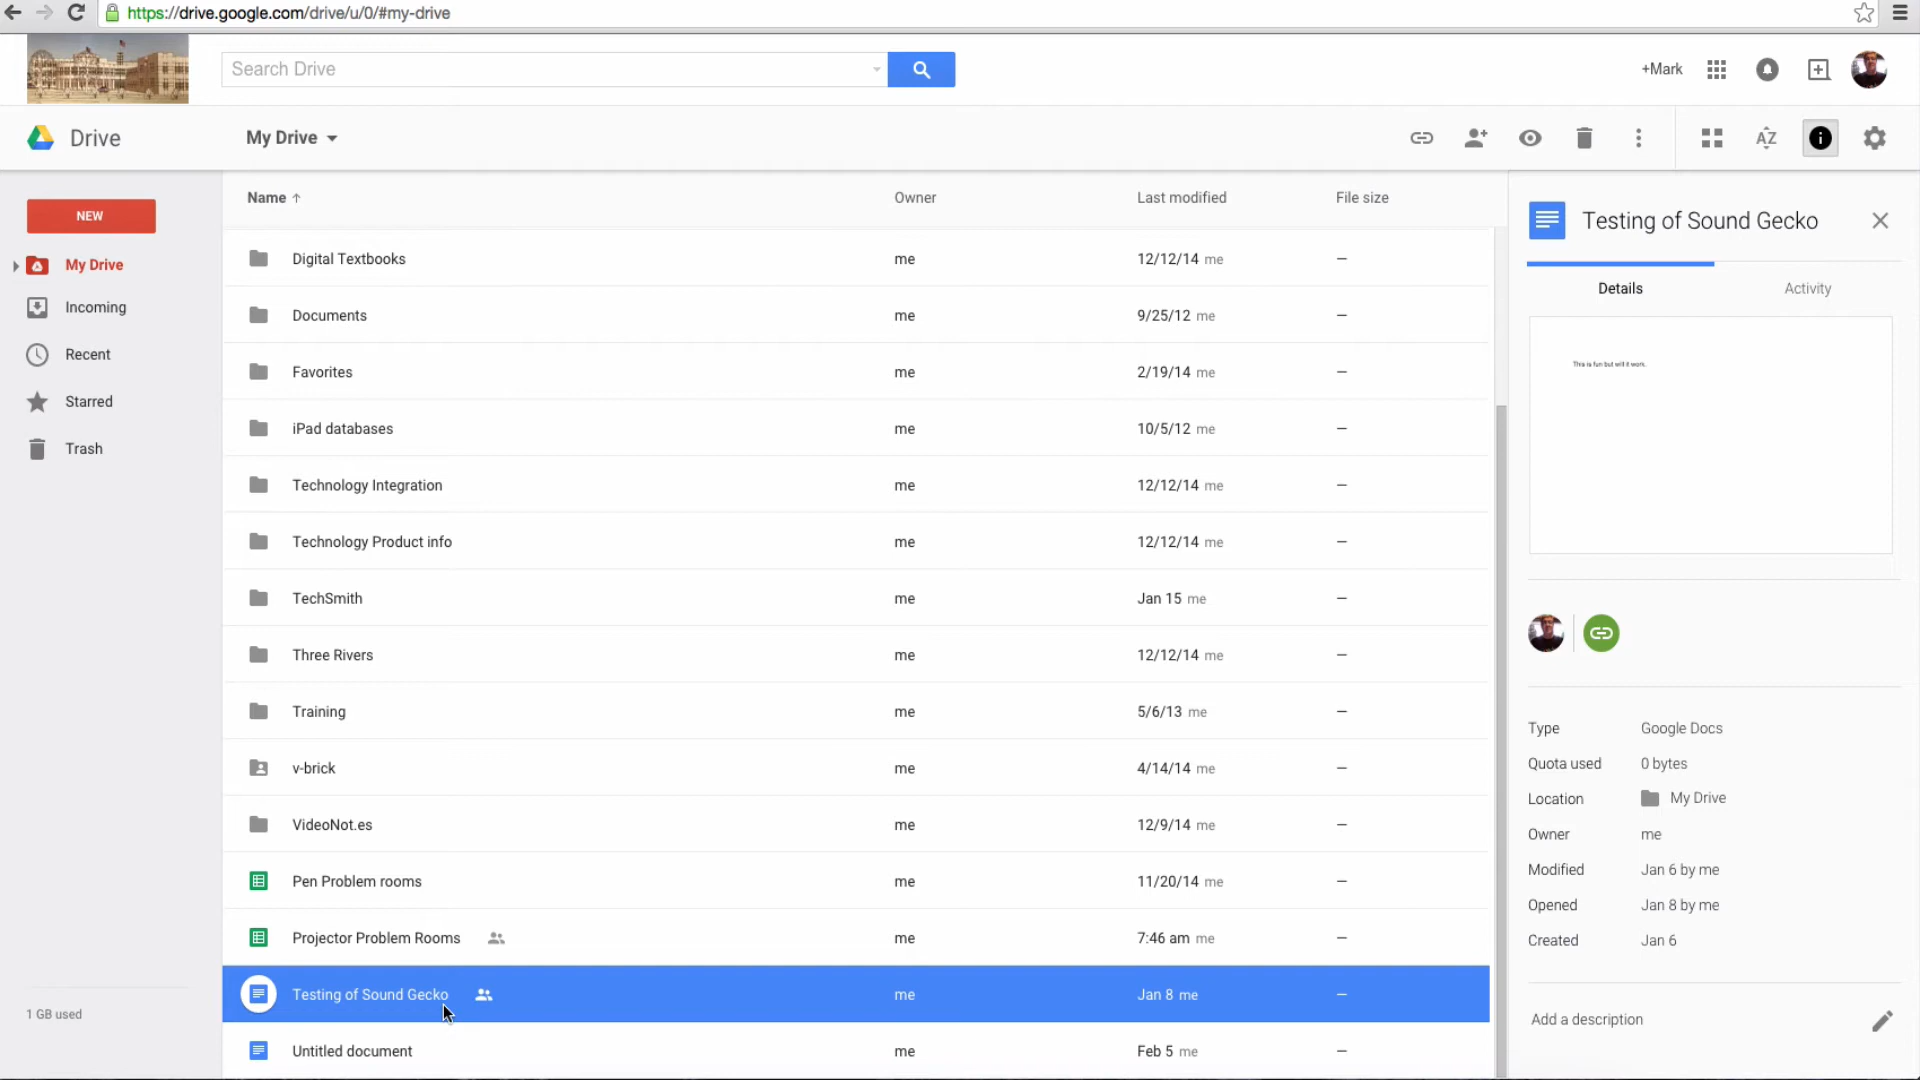 https://drive.google.com/drive/u/0/#my-drive
Search Drive
+Mark
Drive
My Drive
NEW
My Drive
Incoming
Recent
Starred
Trash
1 GB used
Name ↑ Owner Last modified File size
Digital Textbooks me 12/12/14 me –
Documents me 9/25/12 me –
Favorites me 2/19/14 me –
iPad databases me 10/5/12 me –
Technology Integration me 12/12/14 me –
Technology Product info me 12/12/14 me –
TechSmith me Jan 15 me –
Three Rivers me 12/12/14 me –
Training me 5/6/13 me –
v-brick me 4/14/14 me –
VideoNot.es me 12/9/14 me –
Pen Problem rooms me 11/20/14 me –
Projector Problem Rooms me 7:46 am me –
Testing of Sound Gecko me Jan 8 me –
Untitled document me Feb 5 me –
Testing of Sound Gecko
Details Activity
This is fun but will it work.
Type Google Docs
Quota used 0 bytes
Location My Drive
Owner me
Modified Jan 6 by me
Opened Jan 8 by me
Created Jan 6
Add a description